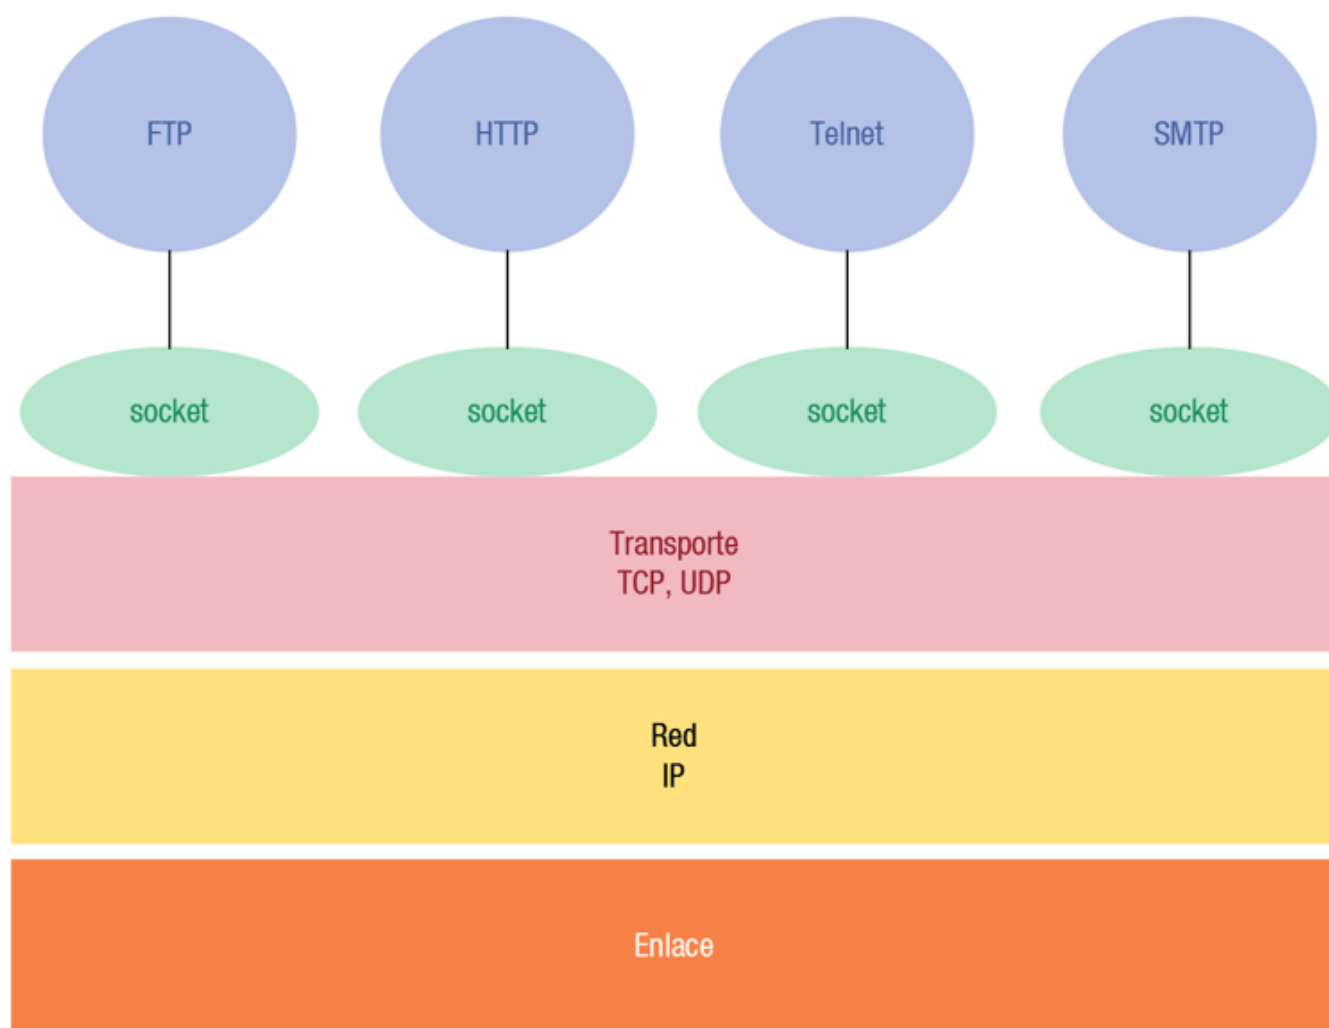 FTP
HTTP
Telnet
SMTP
socket
socket
socket
socket
Transporte
TCP, UDP
Red
IP
Enlace